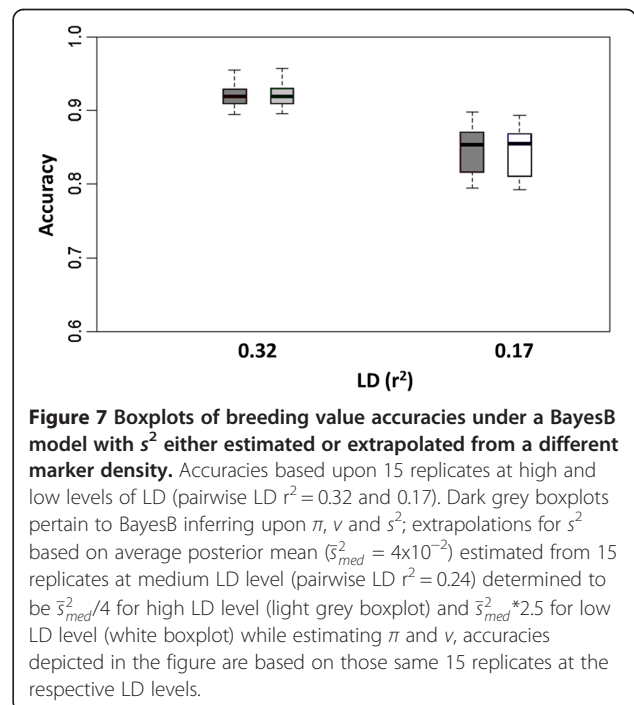 1.0
0.9
0.8
0.7
0.6
Accuracy
0.32 0.17
LD (r²)
Figure 7 Boxplots of breeding value accuracies under a BayesB
model with s² either estimated or extrapolated from a different
marker density. Accuracies based upon 15 replicates at high and
low levels of LD (pairwise LD r² = 0.32 and 0.17). Dark grey boxplots
pertain to BayesB inferring upon π, ν and s²; extrapolations for s²
based on average posterior mean (s̄²med = 4x10⁻²) estimated from 15
replicates at medium LD level (pairwise LD r² = 0.24) determined to
be s̄²med/4 for high LD level (light grey boxplot) and s̄²med*2.5 for low
LD level (white boxplot) while estimating π and ν, accuracies
depicted in the figure are based on those same 15 replicates at the
respective LD levels.